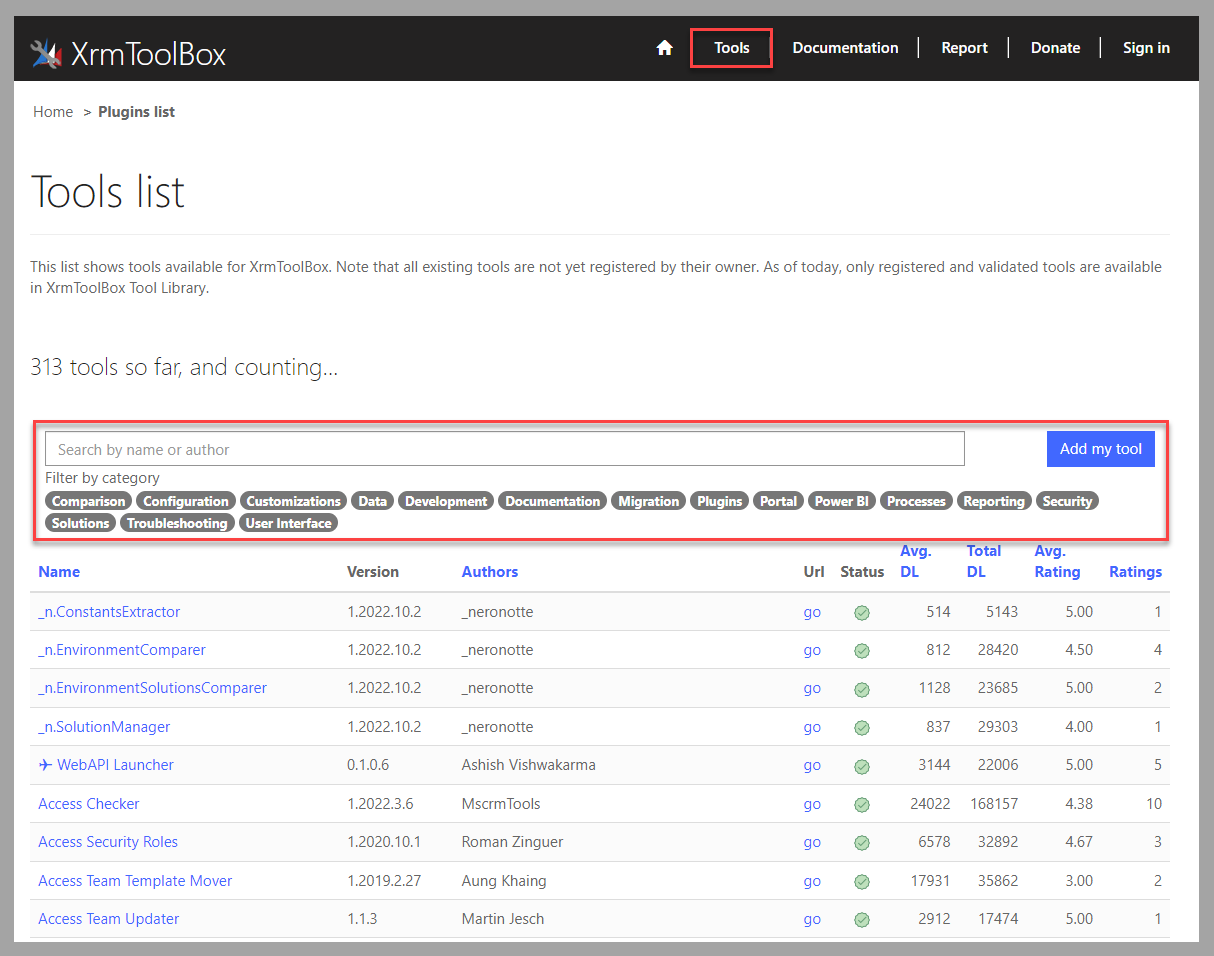 XrmToolBox
Tools Documentation Report Donate Sign in
Home > Plugins list
Tools list
This list shows tools available for XrmToolBox. Note that all existing tools are not yet registered by their owner. As of today, only registered and validated tools are available
in XrmToolBox Tool Library.
313 tools so far, and counting...
Search by name or author Add my tool
Filter by category
Comparison Configuration Customizations Data Development Documentation Migration Plugins Portal Power BI Processes Reporting Security
Solutions Troubleshooting User Interface
Name Version Authors Url Status Avg. DL Total DL Avg. Rating Ratings
_n.ConstantsExtractor 1.2022.10.2 _neronotte go 514 5143 5.00 1
_n.EnvironmentComparer 1.2022.10.2 _neronotte go 812 28420 4.50 4
_n.EnvironmentSolutionsComparer 1.2022.10.2 _neronotte go 1128 23685 5.00 2
_n.SolutionManager 1.2022.10.2 _neronotte go 837 29303 4.00 1
✈ WebAPI Launcher 0.1.0.6 Ashish Vishwakarma go 3144 22006 5.00 5
Access Checker 1.2022.3.6 MscrmTools go 24022 168157 4.38 10
Access Security Roles 1.2020.10.1 Roman Zinguer go 6578 32892 4.67 3
Access Team Template Mover 1.2019.2.27 Aung Khaing go 17931 35862 3.00 2
Access Team Updater 1.1.3 Martin Jesch go 2912 17474 5.00 1